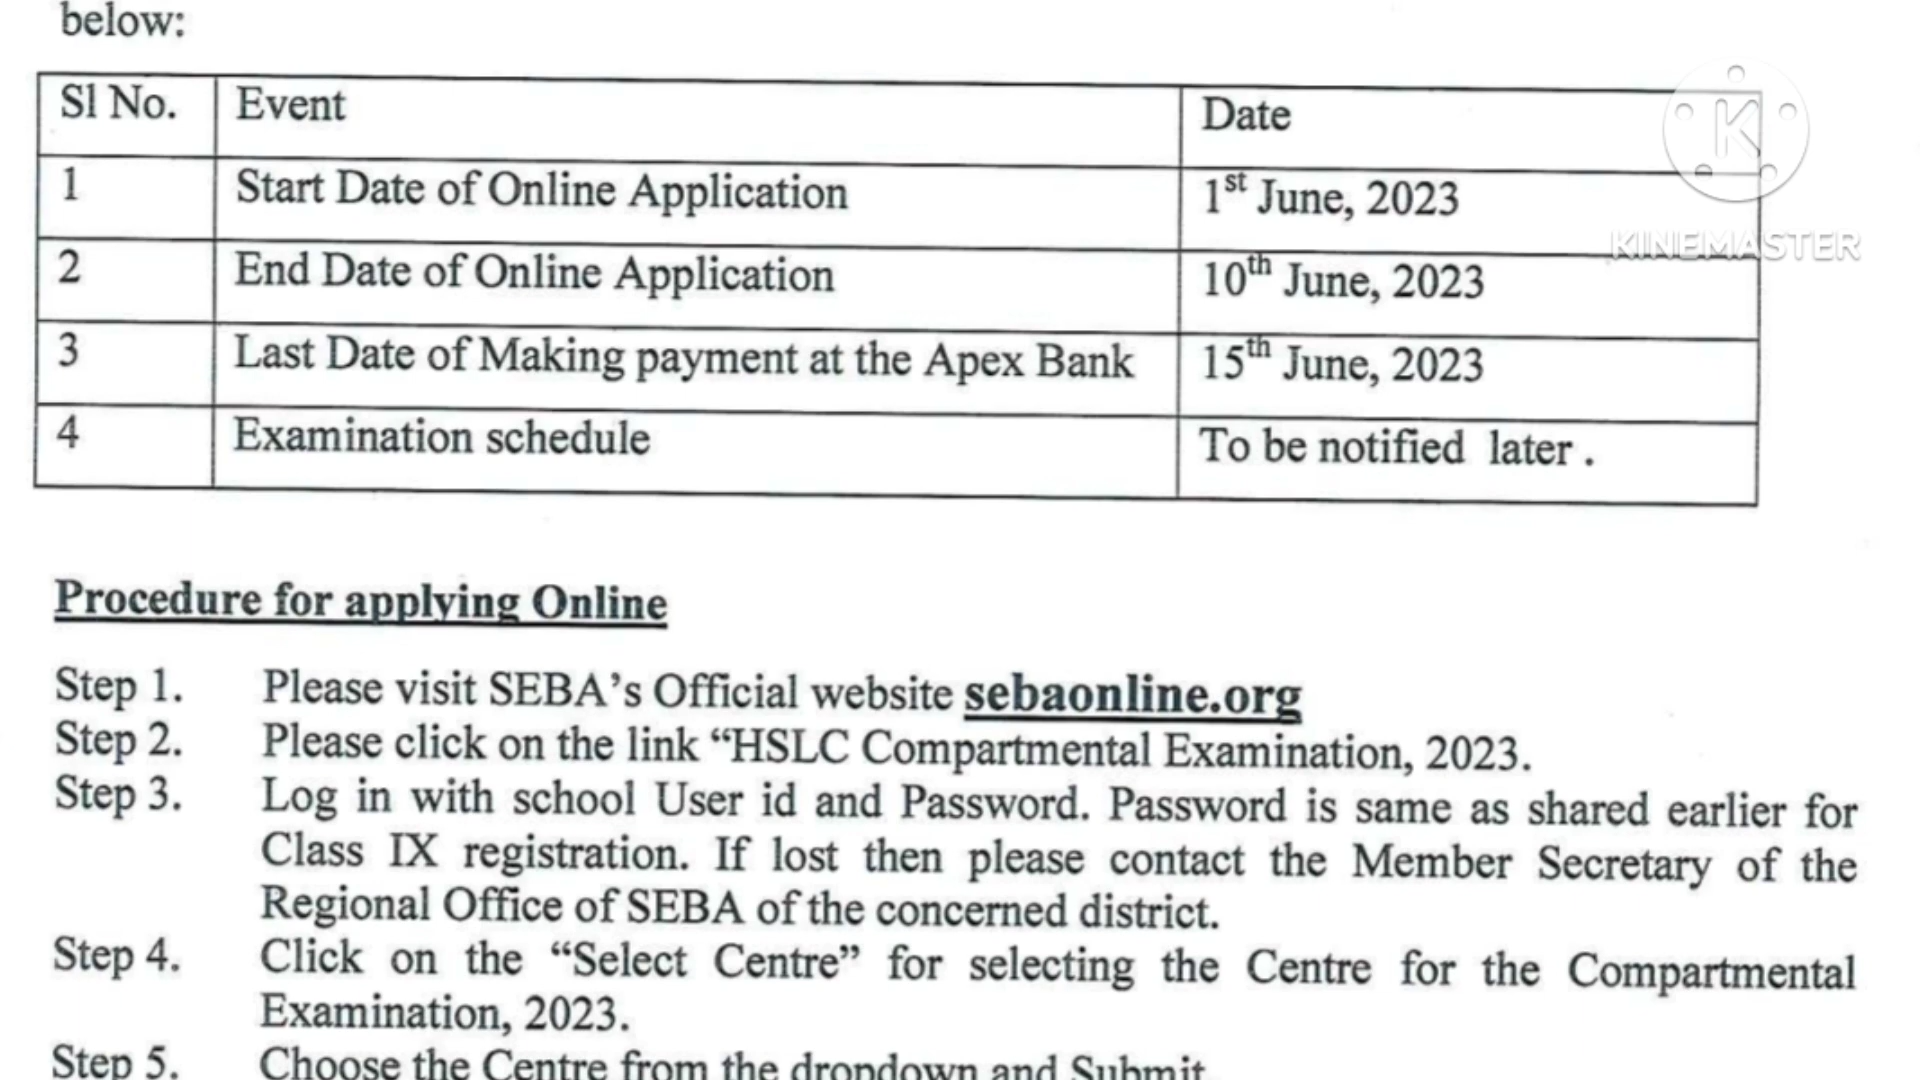 below:
Sl No. Event Date
1 Start Date of Online Application 1st June, 2023
2 End Date of Online Application 10th June, 2023
3 Last Date of Making payment at the Apex Bank 15th June, 2023
4 Examination schedule To be notified later .
K
KINEMASTER
Procedure for applying Online
Step 1. Please visit SEBA’s Official website sebaonline.org
Step 2. Please click on the link “HSLC Compartmental Examination, 2023.
Step 3. Log in with school User id and Password. Password is same as shared earlier for
Class IX registration. If lost then please contact the Member Secretary of the
Regional Office of SEBA of the concerned district.
Step 4. Click on the “Select Centre” for selecting the Centre for the Compartmental
Examination, 2023.
Step 5. Choose the Centre from the dropdown and Submit.